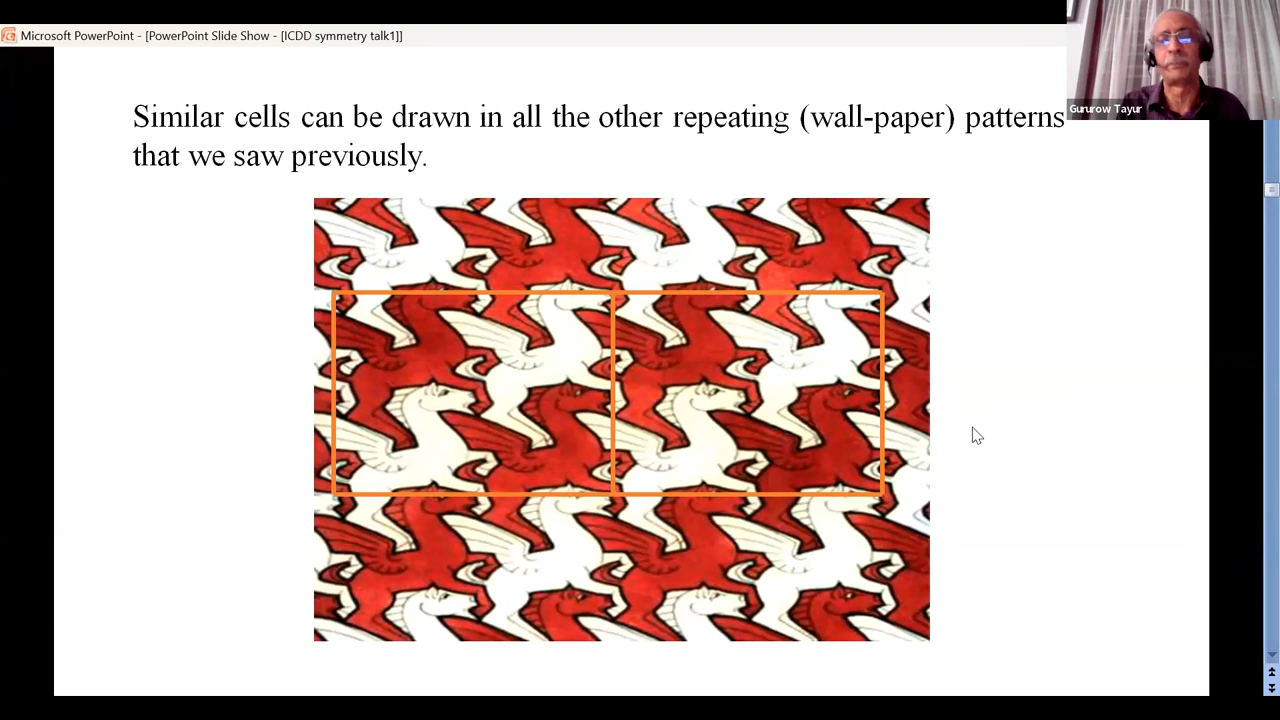 Microsoft PowerPoint - [PowerPoint Slide Show - [ICDD symmetry talk1]]
Gururow Tayur
Similar cells can be drawn in all the other repeating (wall-paper) patterns
that we saw previously.